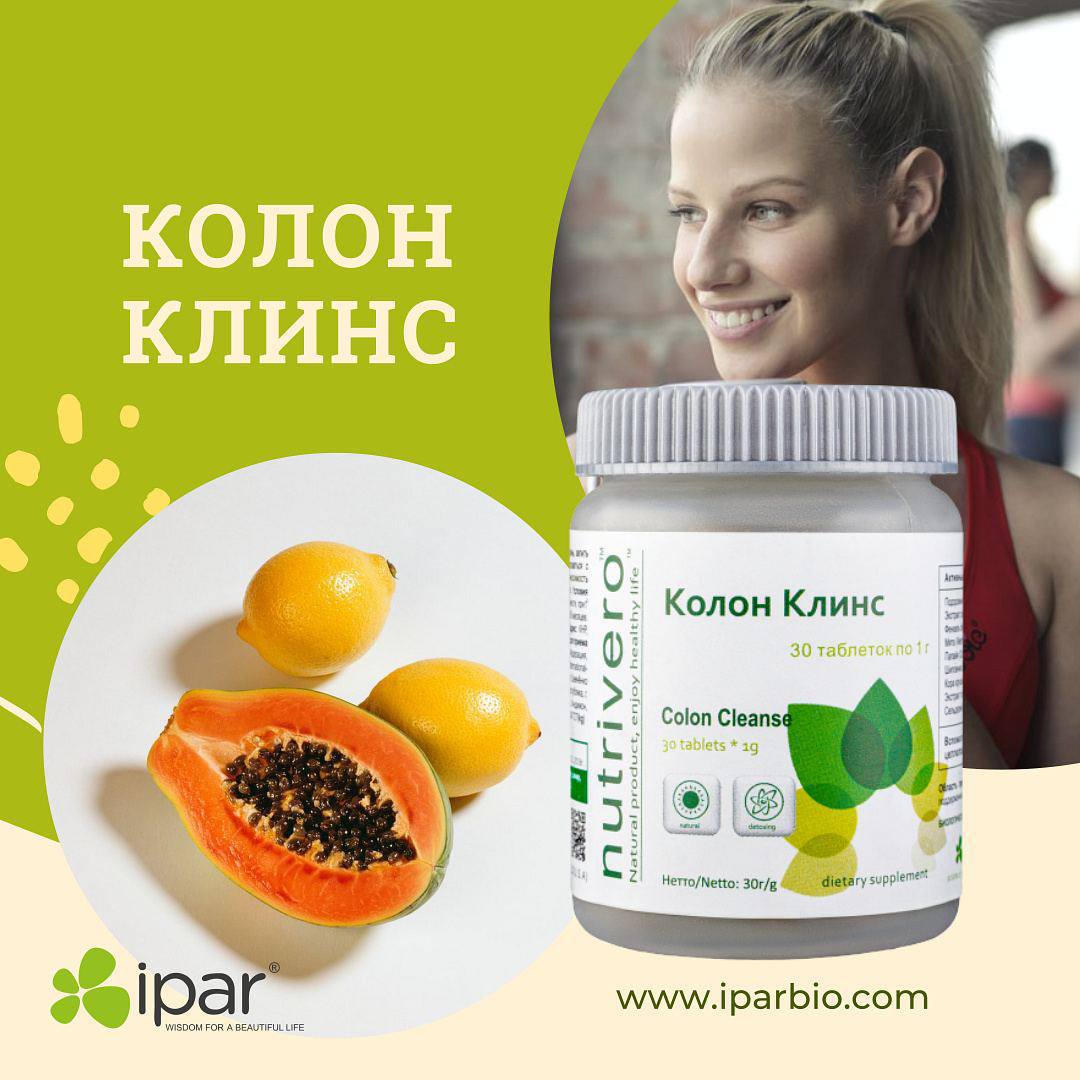 КОЛОН
КЛИНС
nutrivero™
Natural product, enjoy healthy life
Колон Клинс
30 таблеток по 1 г
Colon Cleanse
30 tablets * 1g
natural
detoxing
Нетто/Netto: 30г/g
dietary supplement
ipar®
WISDOM FOR A BEAUTIFUL LIFE
www.iparbio.com